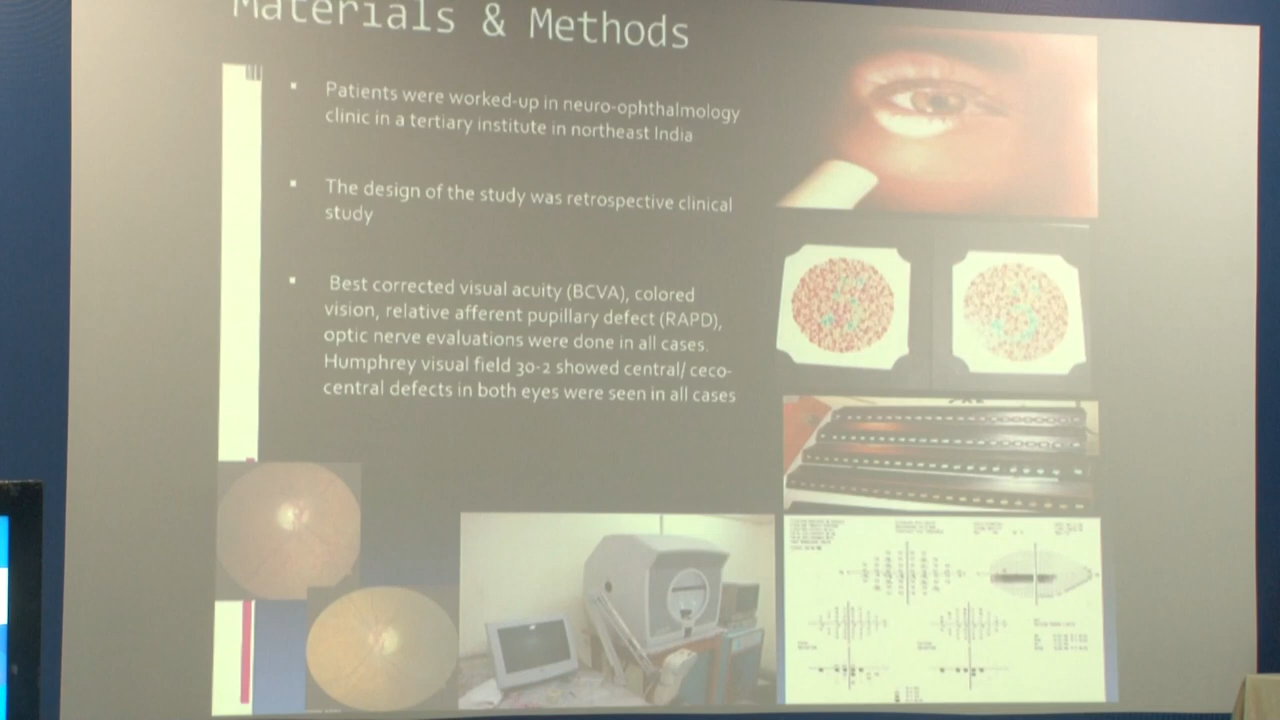 Materials & Methods
Patients were worked-up in neuro-ophthalmology
clinic in a tertiary institute in northeast India
The design of the study was retrospective clinical
study
Best corrected visual acuity (BCVA), colored
vision, relative afferent pupillary defect (RAPD),
optic nerve evaluations were done in all cases.
Humphrey visual field 30-2 showed central/ ceco-
central defects in both eyes were seen in all cases